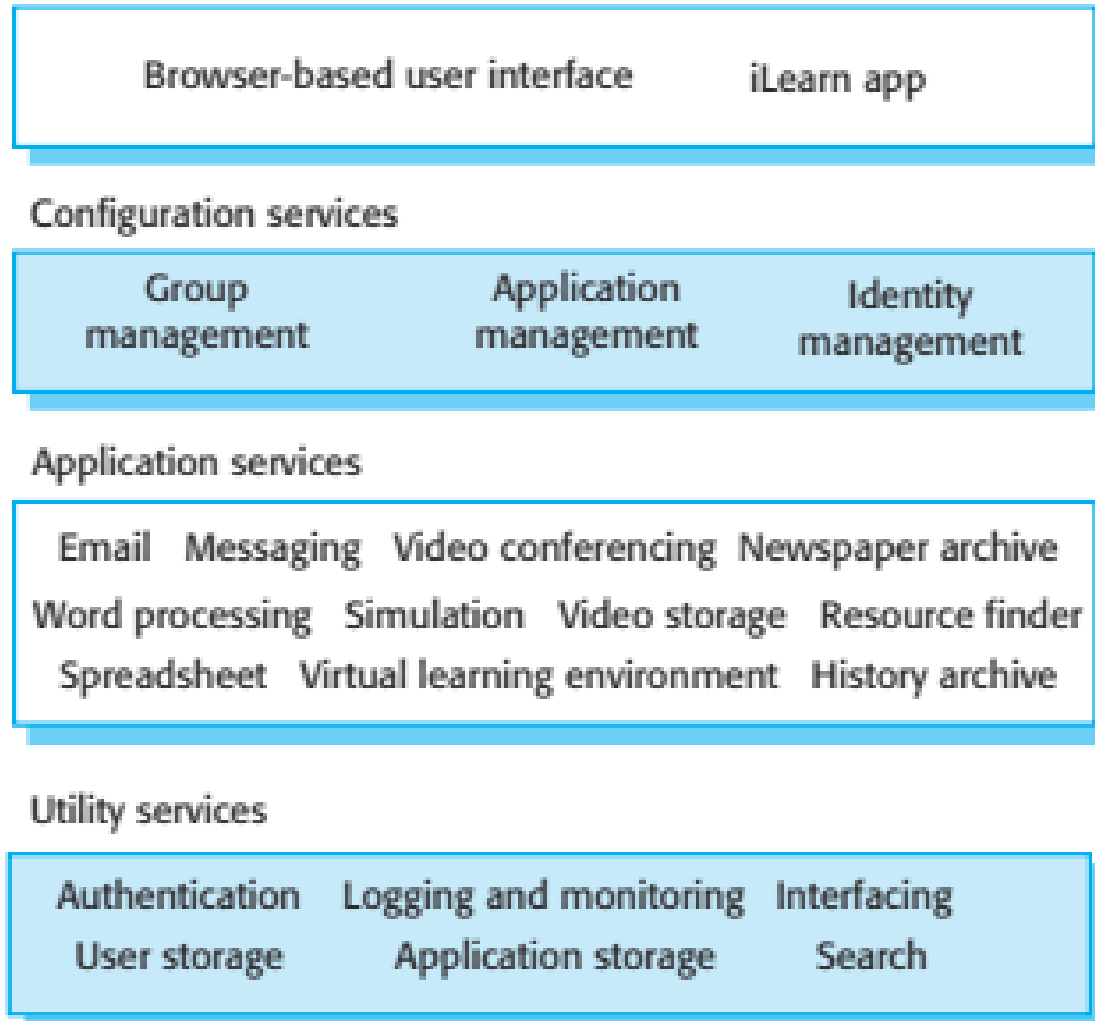 Browser-based user interface iLearn app
Configuration services
Group management Application management Identity management
Application services
Email Messaging Video conferencing Newspaper archive
Word processing Simulation Video storage Resource finder
Spreadsheet Virtual learning environment History archive
Utility services
Authentication Logging and monitoring Interfacing
User storage Application storage Search